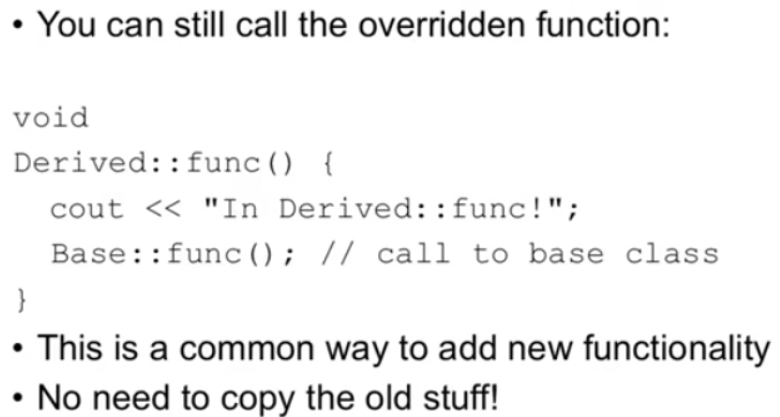 • You can still call the overridden function:
void
Derived::func() {
cout << "In Derived::func!";
Base::func(); // call to base class
}
• This is a common way to add new functionality
• No need to copy the old stuff!